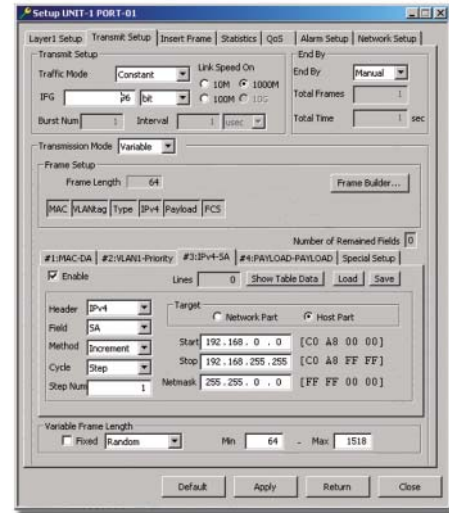 Setup UNIT-1 PORT-01
Layer1 Setup Transmit Setup Insert Frame Statistics QoS Alarm Setup Network Setup
Transmit Setup
Traffic Mode Constant
Link Speed On
10M 1000M
100M 10G
IFG 96 bit
Burst Num 1 Interval 1 usec
End By
End By Manual
Total Frames 1
Total Time 1 sec
Transmission Mode Variable
Frame Setup
Frame Length 64 Frame Builder...
MAC VLANtag Type IPv4 Payload FCS
Number of Remained Fields 0
#1:MAC-DA #2:VLAN1-Priority #3:IPv4-SA #4:PAYLOAD-PAYLOAD Special Setup
Enable Lines 0 Show Table Data Load Save
Header IPv4
Field SA
Method Increment
Cycle Step
Step Num 1
Target
Network Part Host Part
Start 192.168. 0 . 0 [C0 A8 00 00]
Stop 192.168.255.255 [C0 A8 FF FF]
Netmask 255.255. 0 . 0 [FF FF 00 00]
Variable Frame Length
Fixed Random Min 64 - Max 1518
Default Apply Return Close